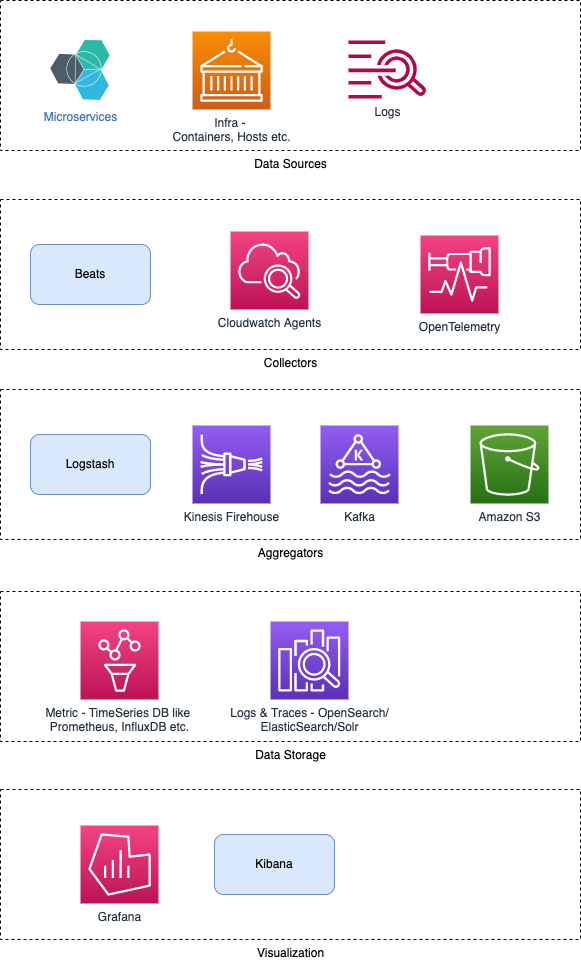 Microservices
Infra -
Containers, Hosts etc.
Logs
Data Sources
Beats
Cloudwatch Agents
OpenTelemetry
Collectors
Logstash
Kinesis Firehouse
K
Kafka
Amazon S3
Aggregators
Metric - TimeSeries DB like
Prometheus, InfluxDB etc.
Logs & Traces - OpenSearch/
ElasticSearch/Solr
Data Storage
Grafana
Kibana
Visualization